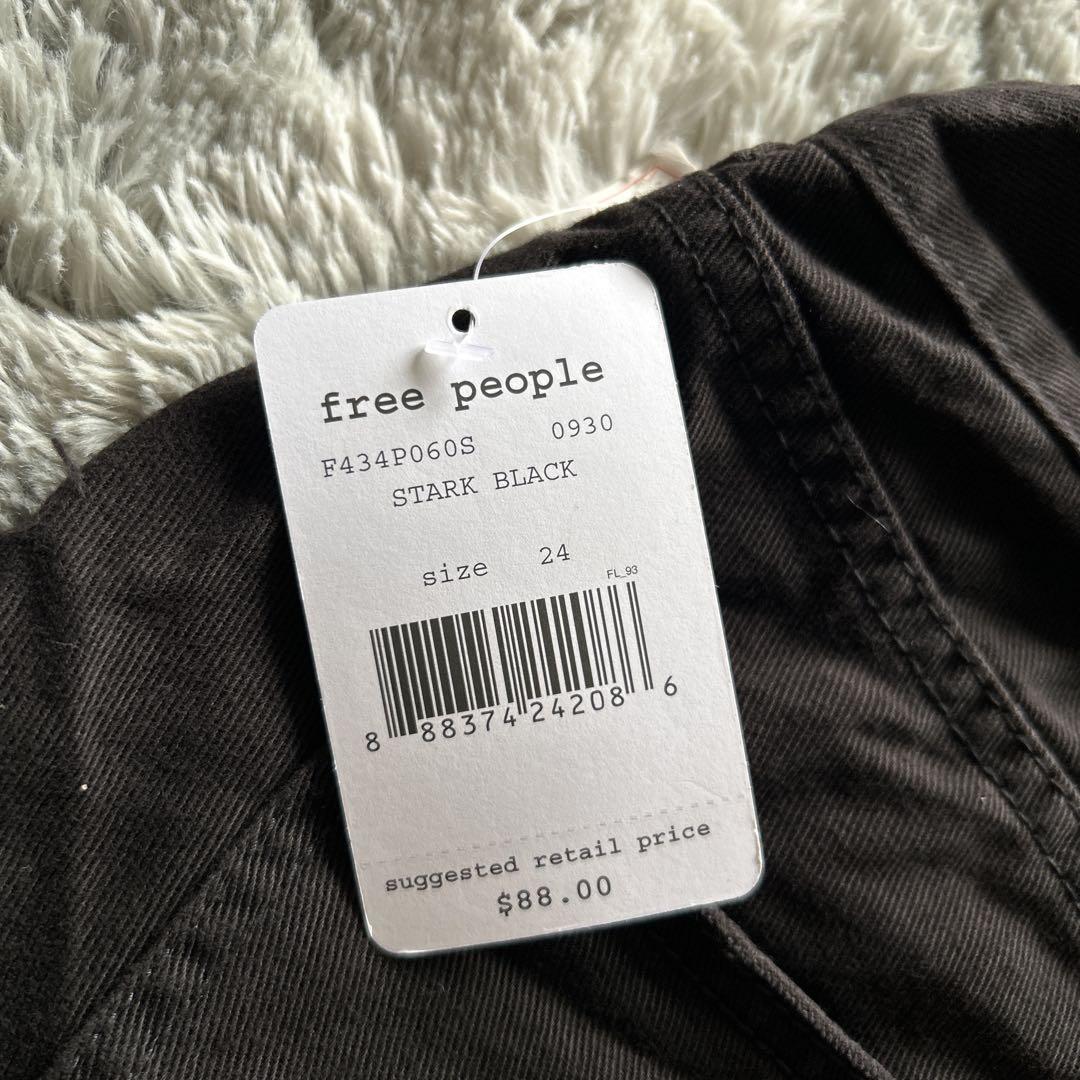 free people
F434P060S 0930
STARK BLACK
size 24
FL_93
8 88374 24208 6
suggested retail price
$88.00